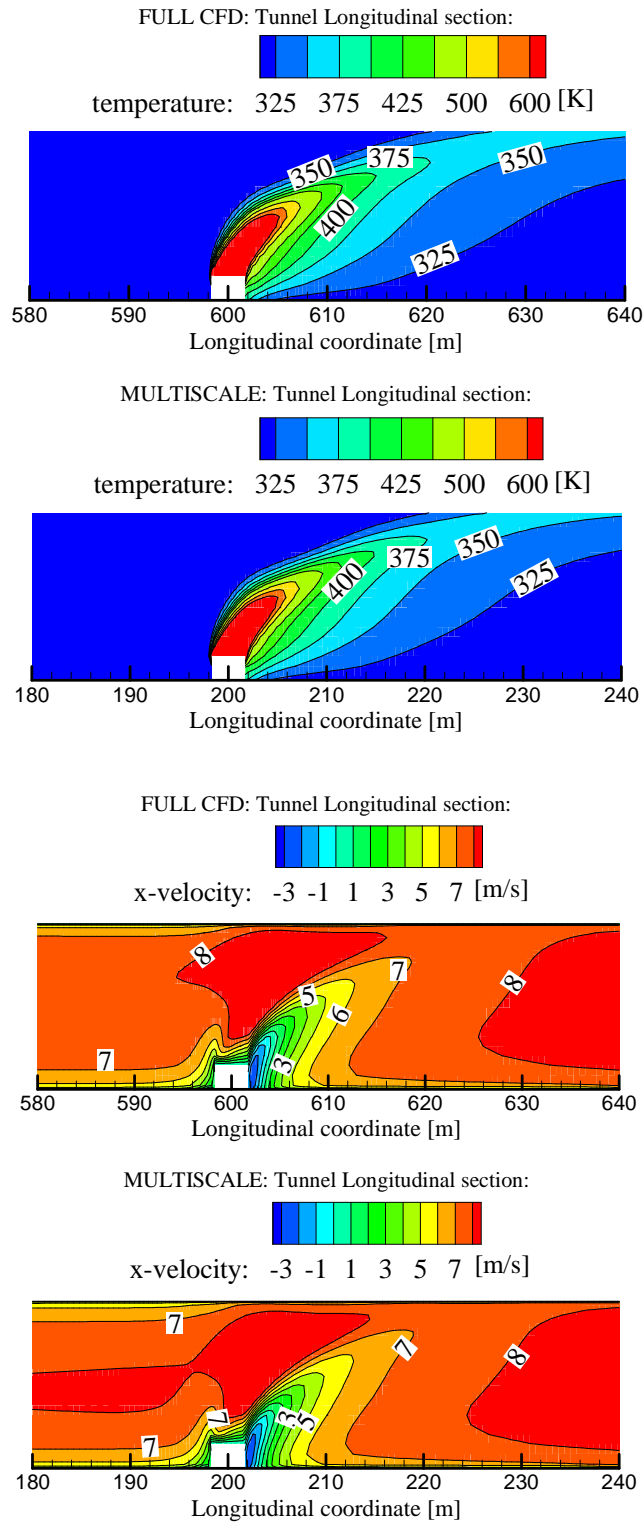 FULL CFD: Tunnel Longitudinal section:
temperature: 325 375 425 500 600 [K]
350
375
350
400
325
580 590 600 610 620 630 640
Longitudinal coordinate [m]
MULTISCALE: Tunnel Longitudinal section:
temperature: 325 375 425 500 600 [K]
350
375
400
325
180 190 200 210 220 230 240
Longitudinal coordinate [m]
FULL CFD: Tunnel Longitudinal section:
x-velocity: -3 -1 1 3 5 7 [m/s]
8
7
8
5
6
7
3
580 590 600 610 620 630 640
Longitudinal coordinate [m]
MULTISCALE: Tunnel Longitudinal section:
x-velocity: -3 -1 1 3 5 7 [m/s]
7
7
8
7
3
5
7
180 190 200 210 220 230 240
Longitudinal coordinate [m]